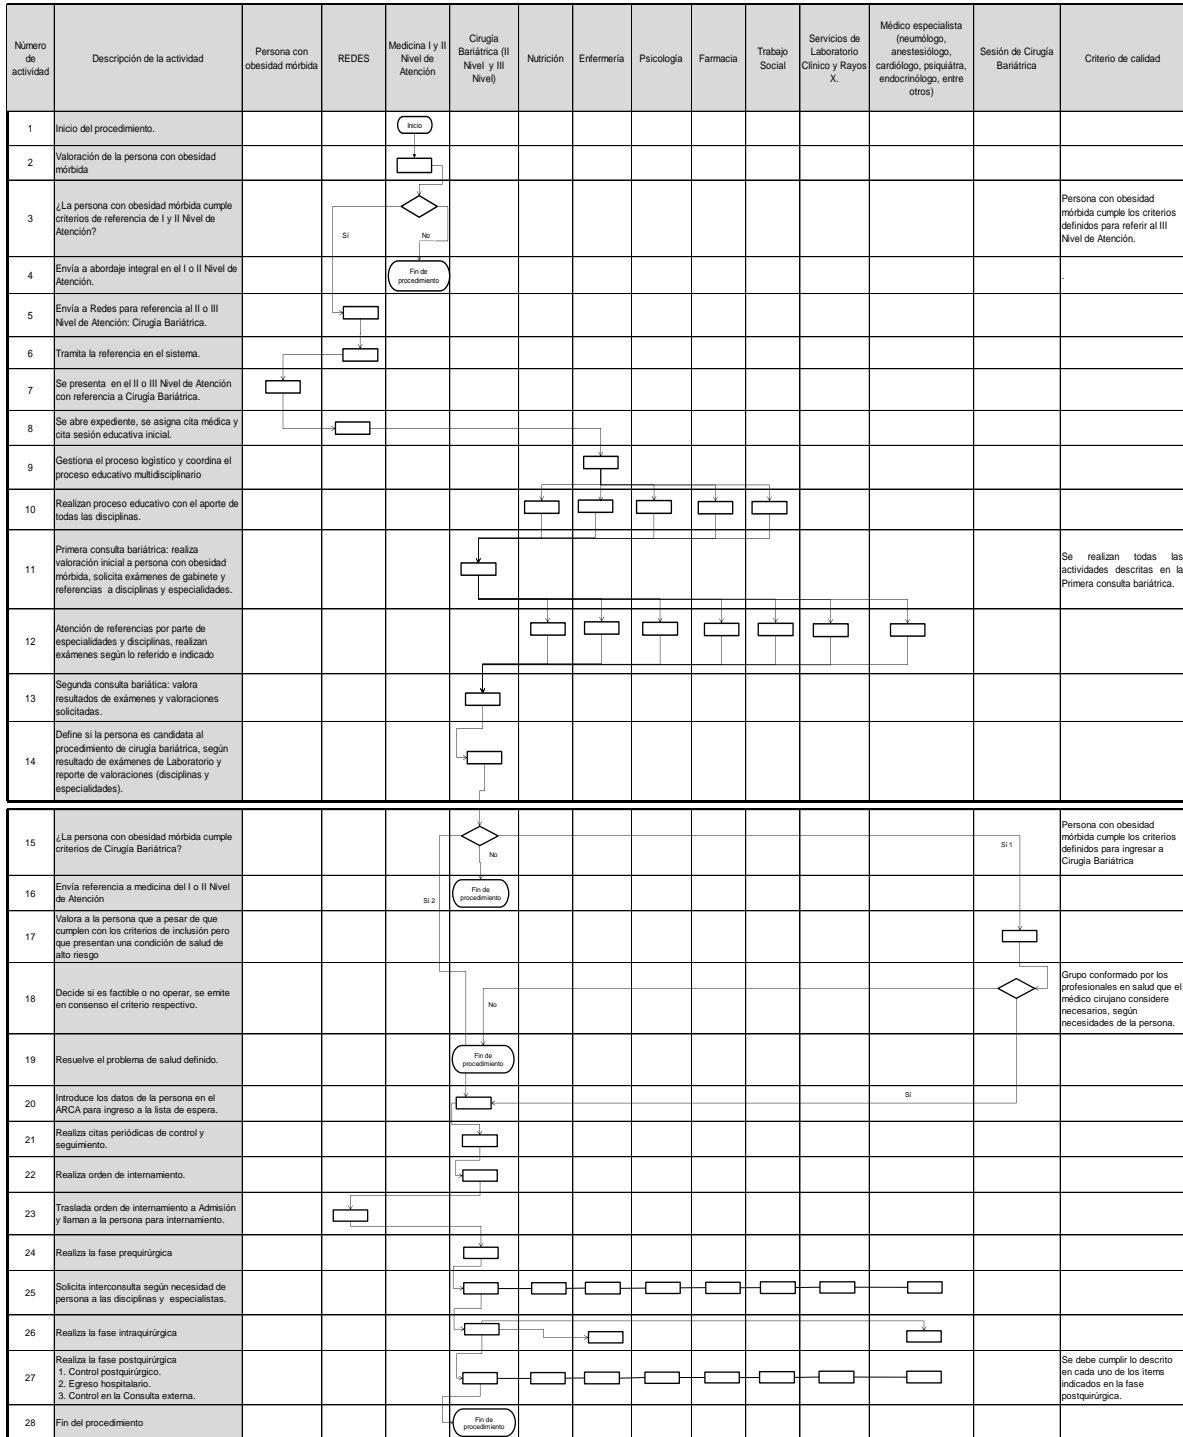 Número
de
actividad
Descripción de la actividad
Persona con
obesidad mórbida
REDES
Medicina I y II
Nivel de
Atención
Cirugía
Bariátrica (II
Nivel y III
Nivel)
Nutrición
Enfermería
Psicología
Farmacia
Trabajo
Social
Servicios de
Laboratorio
Clínico y Rayos
X.
Médico especialista
(neumólogo,
anestesiólogo,
cardiólogo, psiquiátra,
endocrinólogo, entre
otros)
Sesión de Cirugía
Bariátrica
Criterio de calidad
1
Inicio del procedimiento.
Inicio
2
Valoración de la persona con obesidad
mórbida
3
¿La persona con obesidad mórbida cumple
criterios de referencia de I y II Nivel de
Atención?
Sí
No
Persona con obesidad
mórbida cumple los criterios
definidos para referir al III
Nivel de Atención.
4
Envía a abordaje integral en el I o II Nivel de
Atención.
Fin de
procedimiento
.
5
Envía a Redes para referencia al II o III
Nivel de Atención: Cirugía Bariátrica.
6
Tramita la referencia en el sistema.
7
Se presenta en el II o III Nivel de Atención
con referencia a Cirugía Bariátrica.
8
Se abre expediente, se asigna cita médica y
cita sesión educativa inicial.
9
Gestiona el proceso logístico y coordina el
proceso educativo multidisciplinario
10
Realizan proceso educativo con el aporte de
todas las disciplinas.
11
Primera consulta bariátrica: realiza
valoración inicial a persona con obesidad
mórbida, solicita exámenes de gabinete y
referencias a disciplinas y especialidades.
Se realizan todas las
actividades descritas en la
Primera consulta bariátrica.
12
Atención de referencias por parte de
especialidades y disciplinas, realizan
exámenes según lo referido e indicado
13
Segunda consulta bariática: valora
resultados de exámenes y valoraciones
solicitadas.
14
Define si la persona es candidata al
procedimiento de cirugía bariátrica, según
resultado de exámenes de Laboratorio y
reporte de valoraciones (disciplinas y
especialidades).
15
¿La persona con obesidad mórbida cumple
criterios de Cirugía Bariátrica?
No
Sí 1
Persona con obesidad
mórbida cumple los criterios
definidos para ingresar a
Cirugía Bariátrica
16
Envía referencia a medicina del I o II Nivel
de Atención
Sí 2
Fin de
procedimiento
17
Valora a la persona que a pesar de que
cumplen con los criterios de inclusión pero
que presentan una condición de salud de
alto riesgo
18
Decide si es factible o no operar, se emite
en consenso el criterio respectivo.
No
Grupo conformado por los
profesionales en salud que el
médico cirujano considere
necesarios, según
necesidades de la persona.
19
Resuelve el problema de salud definido.
Fin de
procedimiento
20
Introduce los datos de la persona en el
ARCA para ingreso a la lista de espera.
Sí
21
Realiza citas periódicas de control y
seguimiento.
22
Realiza orden de internamiento.
23
Traslada orden de internamiento a Admisión
y llaman a la persona para internamiento.
24
Realiza la fase prequirúrgica
25
Solicita interconsulta según necesidad de
persona a las disciplinas y especialistas.
26
Realiza la fase intraquirúrgica
27
Realiza la fase postquirúrgica
1. Control postquirúrgico.
2. Egreso hospitalario.
3. Control en la Consulta externa.
Se debe cumplir lo descrito
en cada uno de los items
indicados en la fase
postquirúrgica.
28
Fin del procedimiento
Fin de
procedimiento